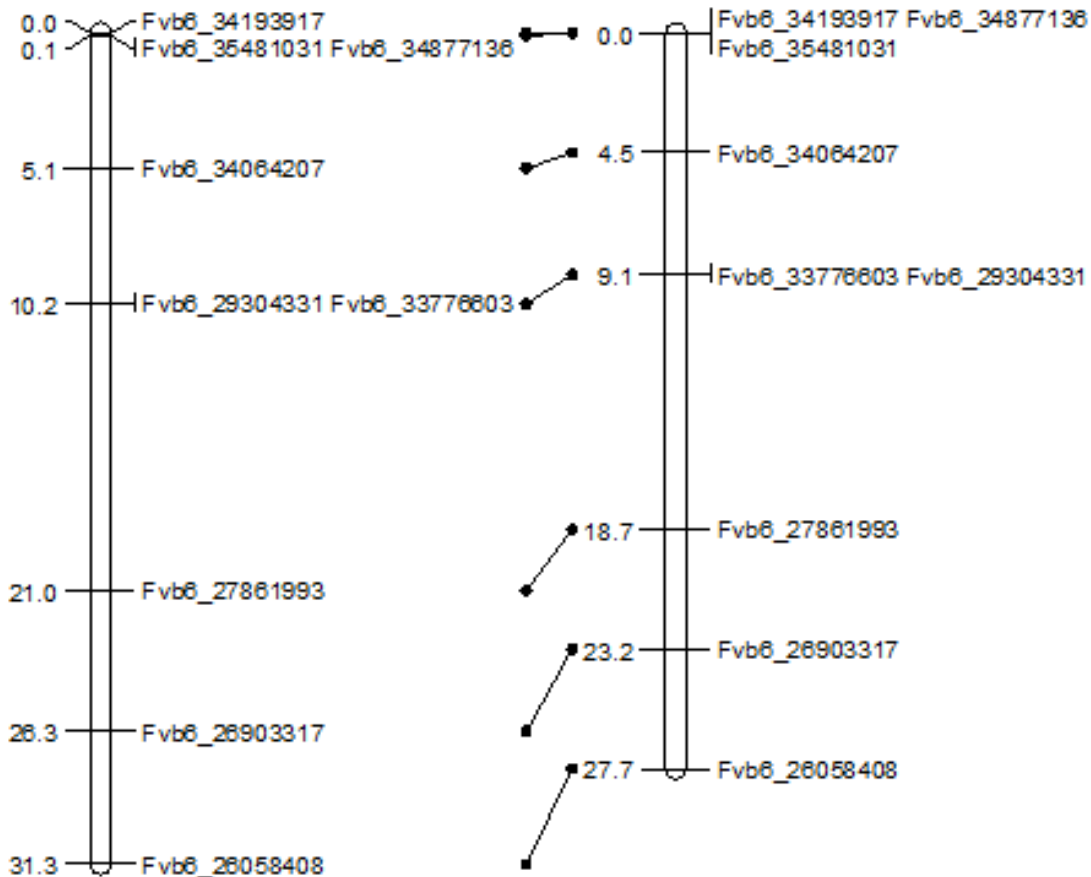 0.0 Fvb6_34193917
0.1 Fvb6_35481031 Fvb6_34877136
5.1 Fvb6_34064207
10.2 Fvb6_29304331 Fvb6_33776603
21.0 Fvb6_27861993
26.3 Fvb6_26903317
31.3 Fvb6_26058408
0.0 Fvb6_34193917 Fvb6_34877136
Fvb6_35481031
4.5 Fvb6_34064207
9.1 Fvb6_33776603 Fvb6_29304331
18.7 Fvb6_27861993
23.2 Fvb6_26903317
27.7 Fvb6_26058408